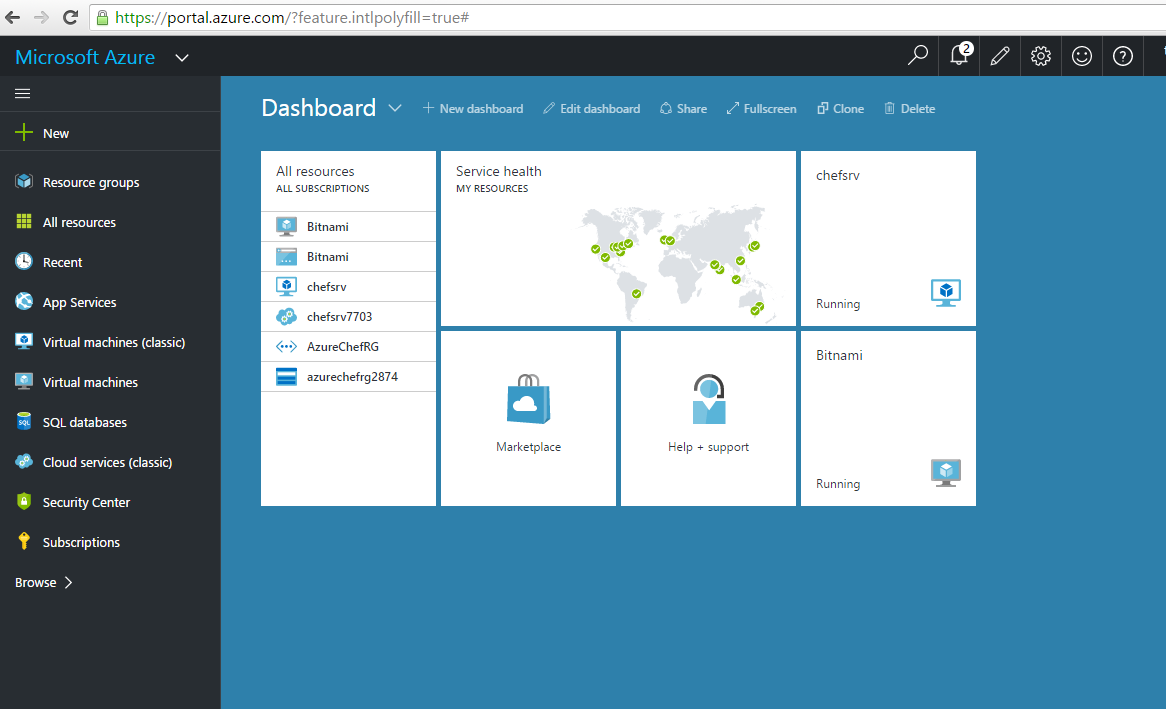 https://portal.azure.com/?feature.intlpolyfill=true#
Microsoft Azure
2
New
Resource groups
All resources
Recent
App Services
Virtual machines (classic)
Virtual machines
SQL databases
Cloud services (classic)
Security Center
Subscriptions
Browse
Dashboard
New dashboard
Edit dashboard
Share
Fullscreen
Clone
Delete
All resources
ALL SUBSCRIPTIONS
Bitnami
Bitnami
chefsrv
chefsrv7703
AzureChefRG
azurechefrg2874
Service health
MY RESOURCES
chefsrv
Running
Marketplace
Help + support
Bitnami
Running